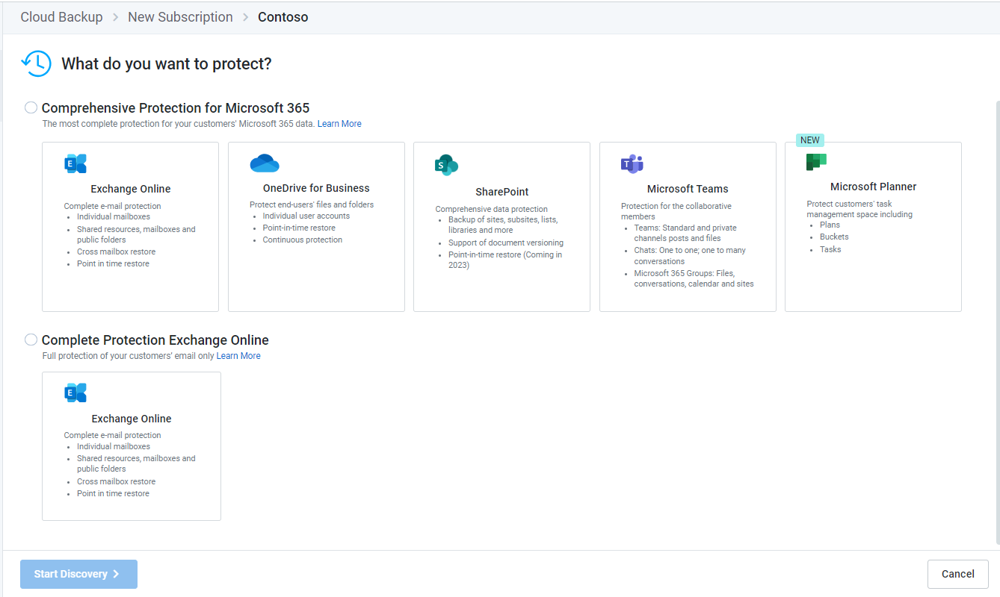 Cloud Backup > New Subscription > Contoso
What do you want to protect?
Comprehensive Protection for Microsoft 365
The most complete protection for your customers' Microsoft 365 data. Learn More
E
Exchange Online
Complete e-mail protection
• Individual mailboxes
• Shared resources, mailboxes and
public folders
• Cross mailbox restore
• Point in time restore
OneDrive for Business
Protect end-users' files and folders
• Individual user accounts
• Point-in-time restore
• Continuous protection
S
SharePoint
Comprehensive data protection
• Backup of sites, subsites, lists,
libraries and more
• Support of document versioning
• Point-in-time restore (Coming in
2023)
T
Microsoft Teams
Protection for the collaborative
members
• Teams: Standard and private
channels posts and files
• Chats: One to one; one to many
conversations
• Microsoft 365 Groups: Files,
conversations, calendar and sites
NEW
Microsoft Planner
Protect customers' task
management space including
• Plans
• Buckets
• Tasks
Complete Protection Exchange Online
Full protection of your customers' email only Learn More
E
Exchange Online
Complete e-mail protection
• Individual mailboxes
• Shared resources, mailboxes and
public folders
• Cross mailbox restore
• Point in time restore
Start Discovery >
Cancel